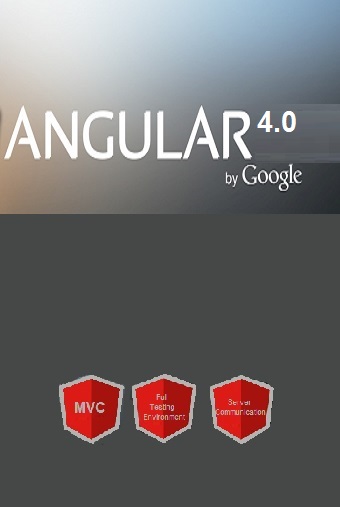 ANGULAR 4.0
by Google
MVC
Full
Testing
Environment
Server
Communication